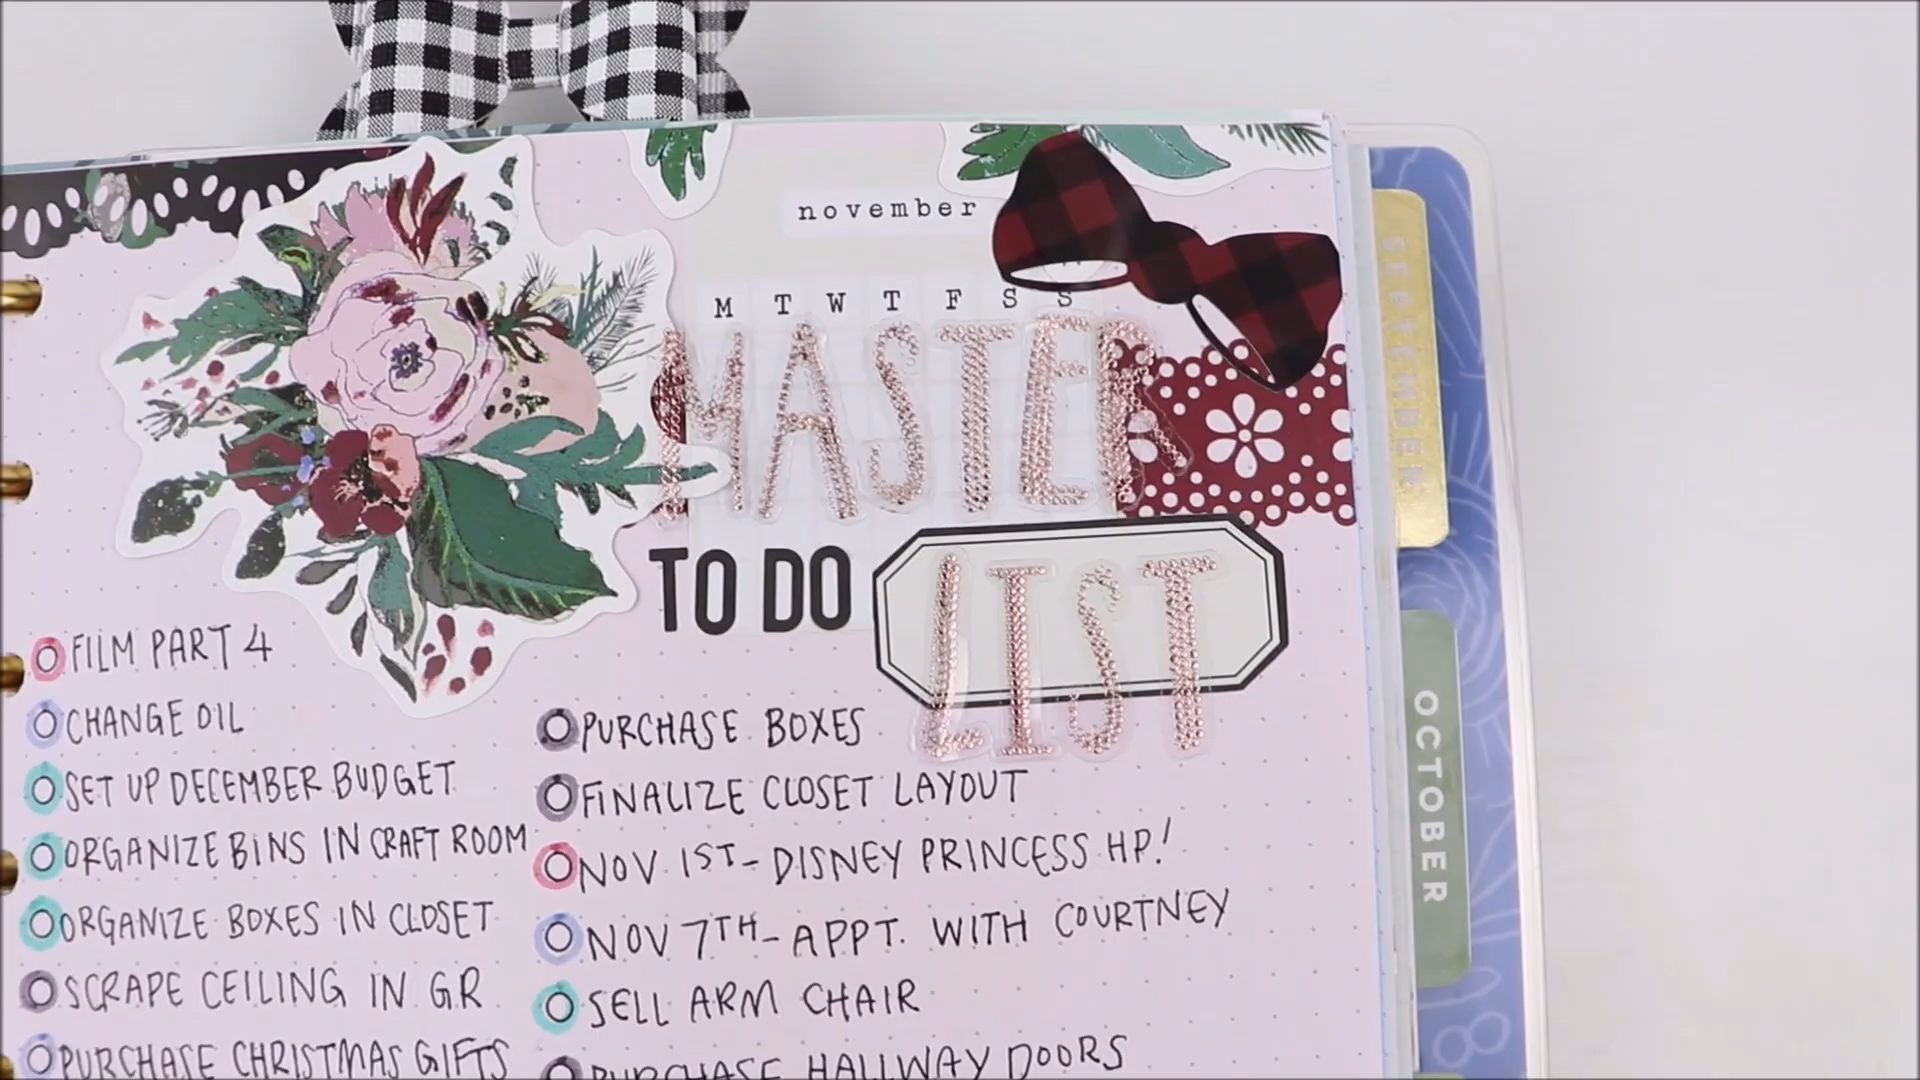 november
M T W T F S S
MASTER
TO DO LIST
FILM PART 4
CHANGE OIL
SET UP DECEMBER BUDGET
ORGANIZE BINS IN CRAFT ROOM
ORGANIZE BOXES IN CLOSET
SCRAPE CEILING IN GR
PURCHASE CHRISTMAS GIFTS
PURCHASE BOXES
FINALIZE CLOSET LAYOUT
NOV 1ST- DISNEY PRINCESS HP!
NOV 7TH- APPT. WITH COURTNEY
SELL ARM CHAIR
PURCHASE HALLWAY DOORS
SEPTEMBER
OCTOBER